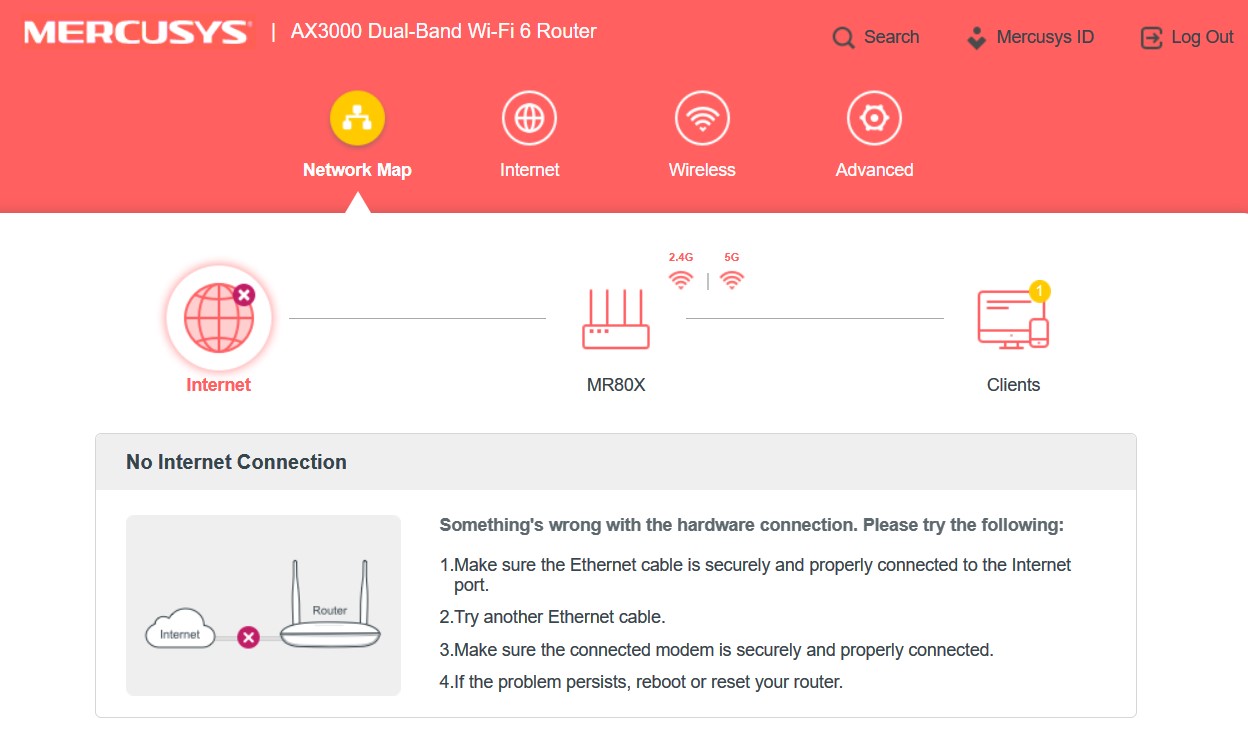 MERCUSYS® | AX3000 Dual-Band Wi-Fi 6 Router
Search
Mercusys ID
Log Out
Network Map
Internet
Wireless
Advanced
2.4G | 5G
1
Internet
MR80X
Clients
No Internet Connection
Internet
Router
Something's wrong with the hardware connection. Please try the following:
1.Make sure the Ethernet cable is securely and properly connected to the Internet
port.
2.Try another Ethernet cable.
3.Make sure the connected modem is securely and properly connected.
4.If the problem persists, reboot or reset your router.